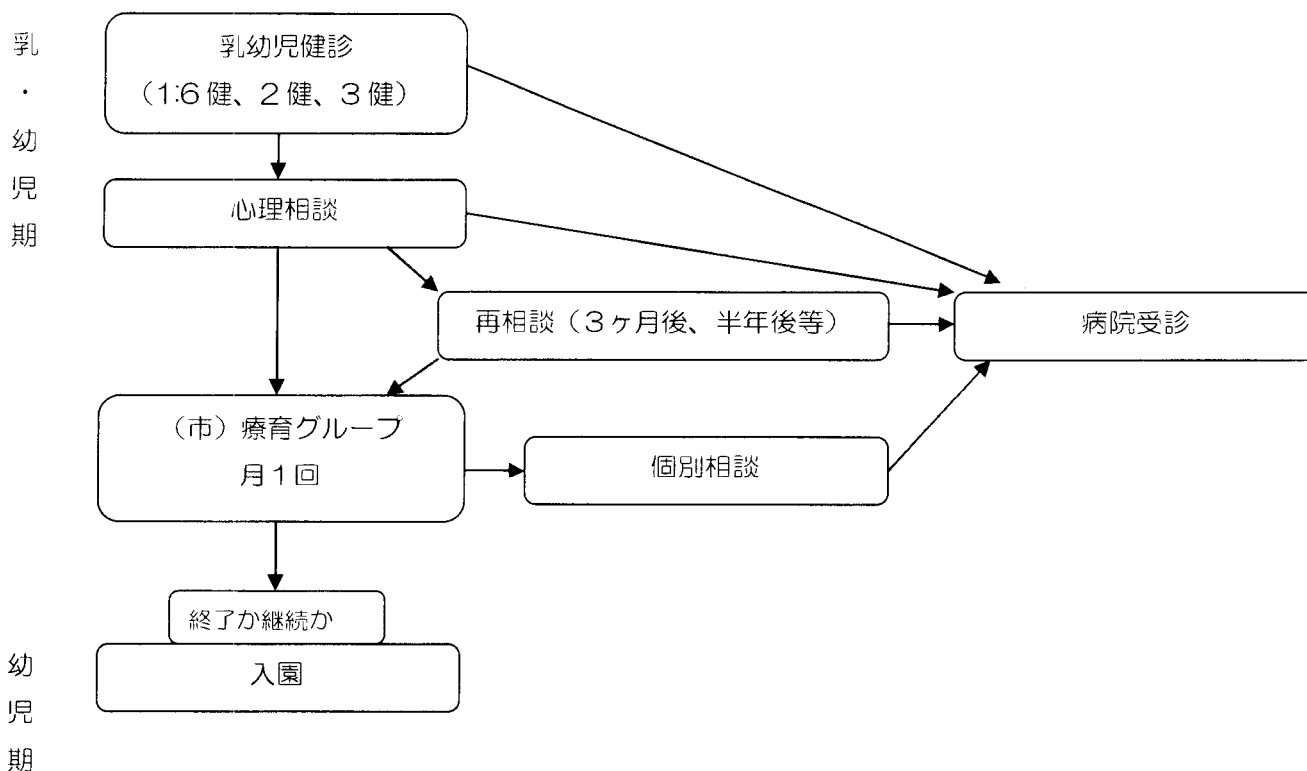 乳・幼児期
乳幼児健診
（1:6健、2健、3健）
心理相談
再相談（3ヶ月後、半年後等）
病院受診
（市）療育グループ
月1回
個別相談
終了か継続か
入園
幼児期